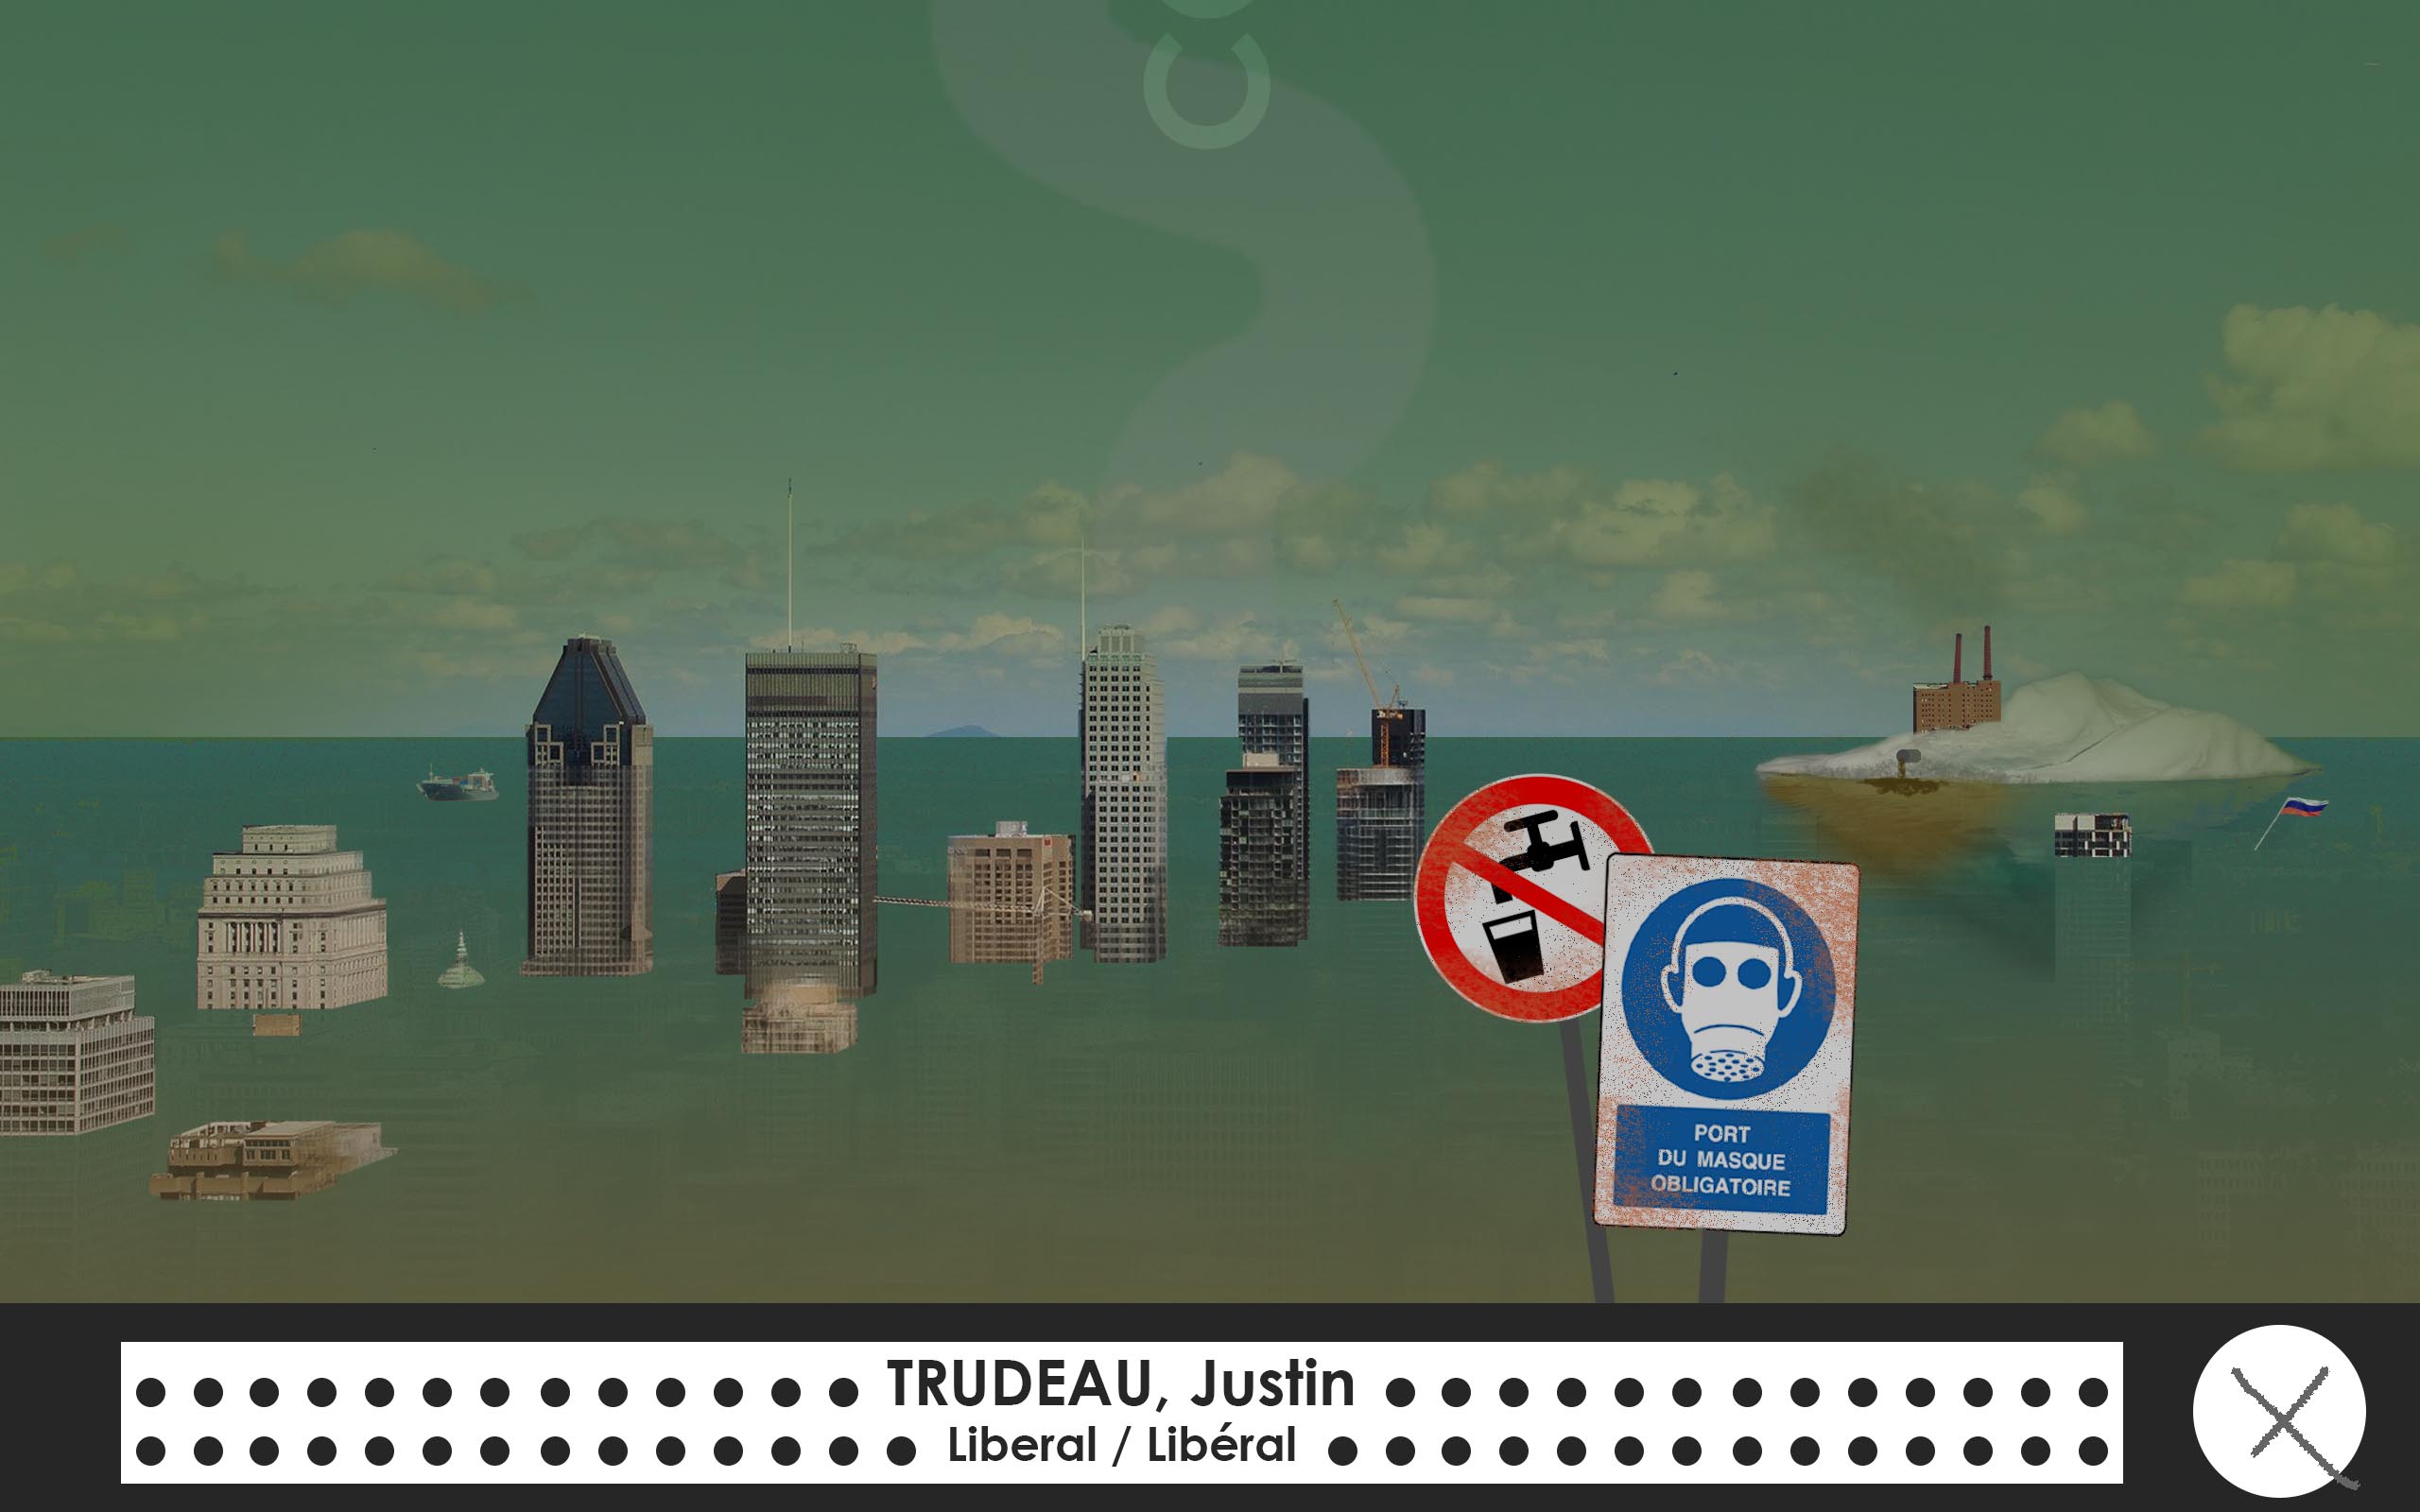 PORT
DU MASQUE
OBLIGATOIRE
TRUDEAU, Justin
Liberal / Libéral